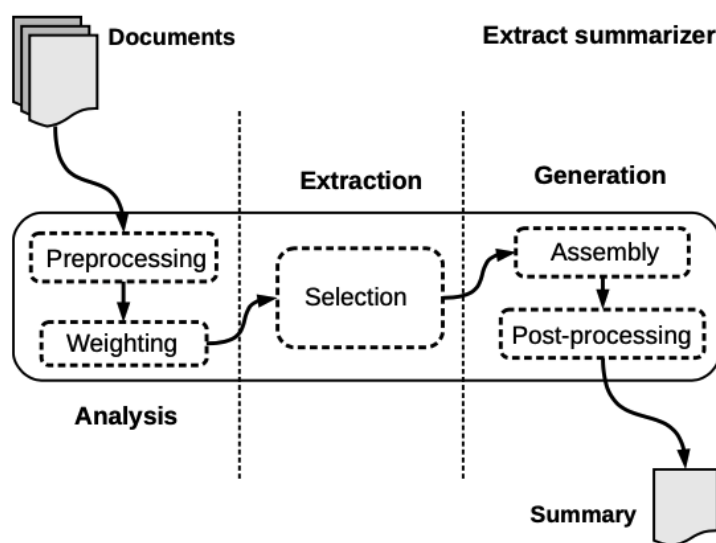 Documents
Extract summarizer
Extraction
Generation
Preprocessing
Weighting
Selection
Assembly
Post-processing
Analysis
Summary